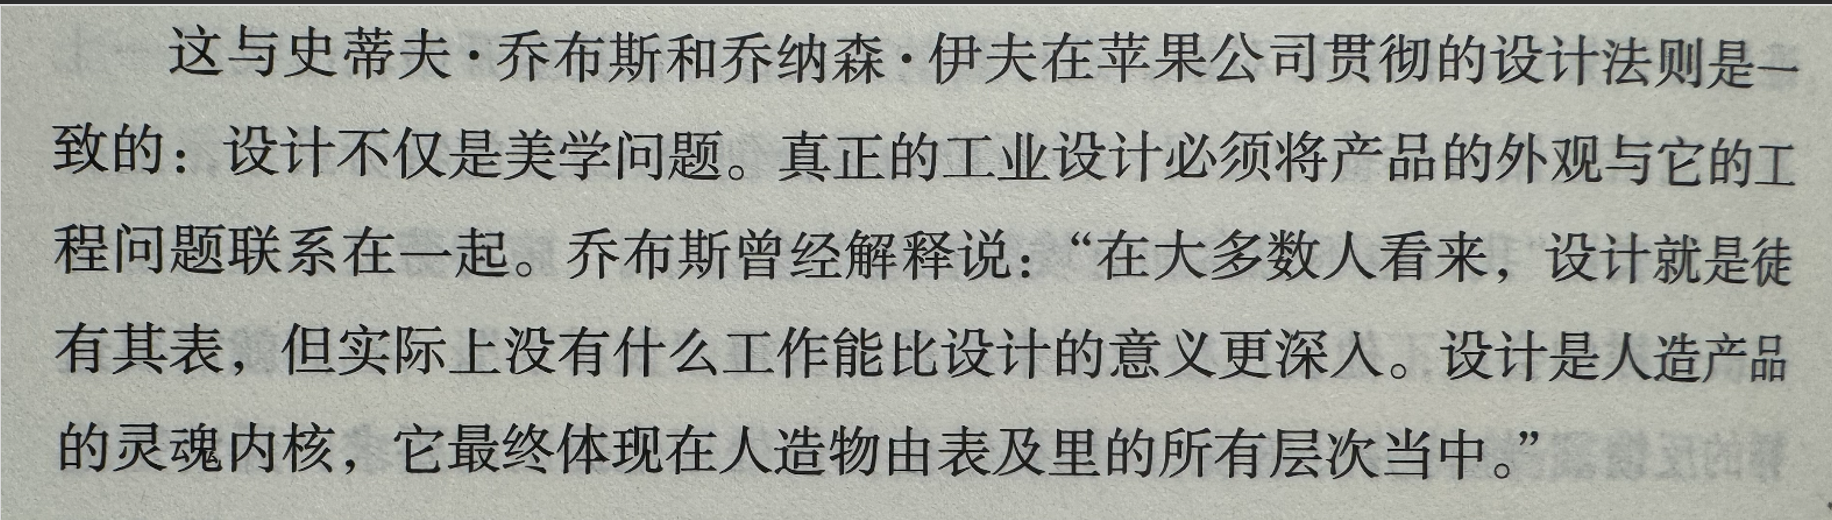 这与史蒂夫·乔布斯和乔纳森·伊夫在苹果公司贯彻的设计法则是一
致的：设计不仅是美学问题。真正的工业设计必须将产品的外观与它的工
程问题联系在一起。乔布斯曾经解释说：“在大多数人看来，设计就是徒
有其表，但实际上没有什么工作能比设计的意义更深入。设计是人造产品
的灵魂内核，它最终体现在人造物由表及里的所有层次当中。”